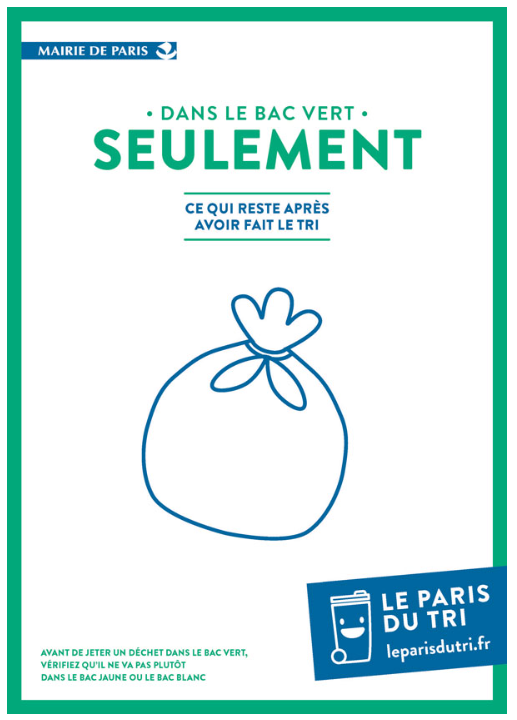 MAIRIE DE PARIS
• DANS LE BAC VERT •
SEULEMENT
CE QUI RESTE APRÈS
AVOIR FAIT LE TRI
LE PARIS
DU TRI
leparisdutri.fr
AVANT DE JETER UN DÉCHET DANS LE BAC VERT,
VÉRIFIEZ QU'IL NE VA PAS PLUTÔT
DANS LE BAC JAUNE OU LE BAC BLANC